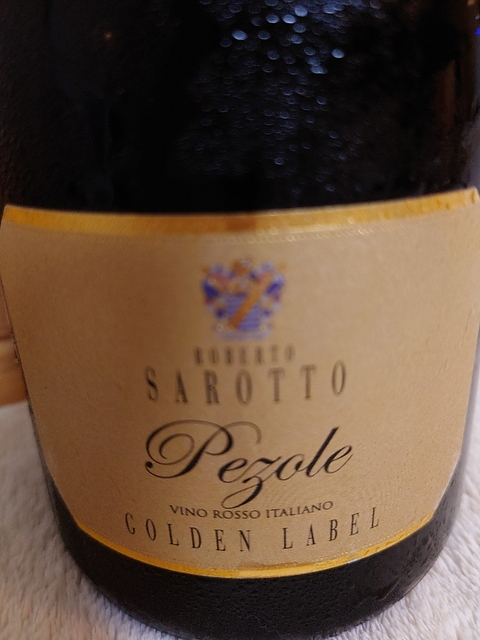 ROBERTO
SAROTTO
Pezole
VINO ROSSO ITALIANO
GOLDEN LABEL